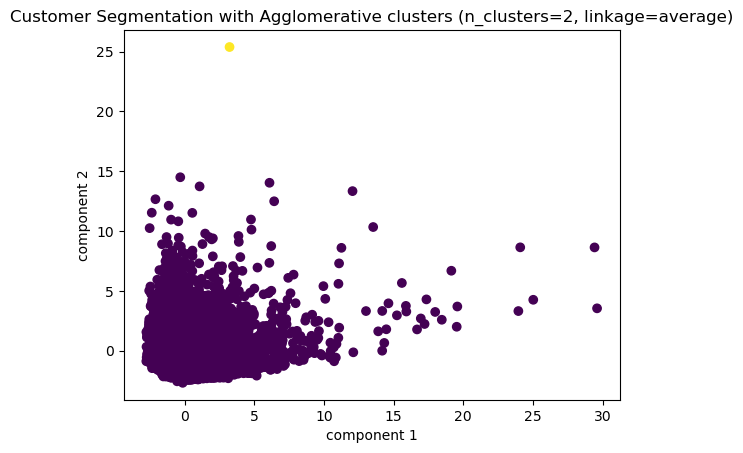 Customer Segmentation with Agglomerative clusters (n_clusters=2, linkage=average)
25
20
15
10
5
0
component 2
0 5 10 15 20 25 30
component 1